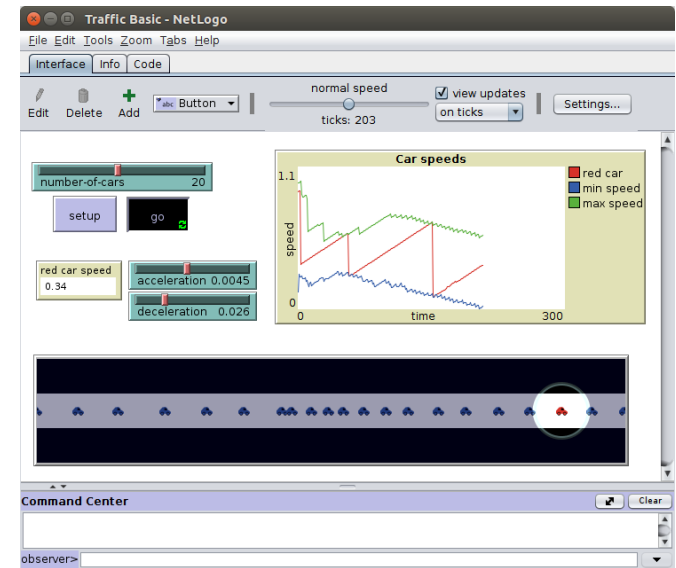 Traffic Basic - NetLogo
File Edit Tools Zoom Tabs Help
Interface Info Code
Edit Delete Add abc Button normal speed ticks: 203 view updates on ticks Settings...
number-of-cars 20
setup go
red car speed
0.34
acceleration 0.0045
deceleration 0.026
Car speeds
1.1
speed
0
0 time 300
red car
min speed
max speed
Command Center Clear
observer>